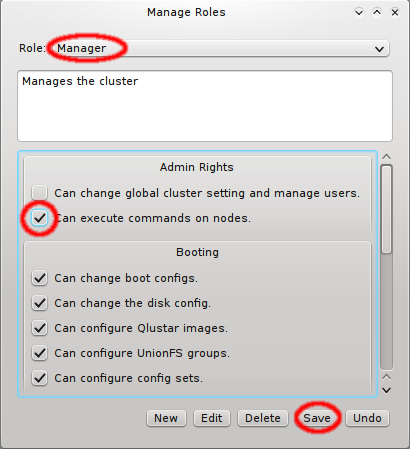 Manage Roles
Role: Manager
Manages the cluster
Admin Rights
Can change global cluster setting and manage users.
Can execute commands on nodes.
Booting
Can change boot configs.
Can change the disk config.
Can configure Qlustar images.
Can configure UnionFS groups.
Can configure config sets.
New Edit Delete Save Undo